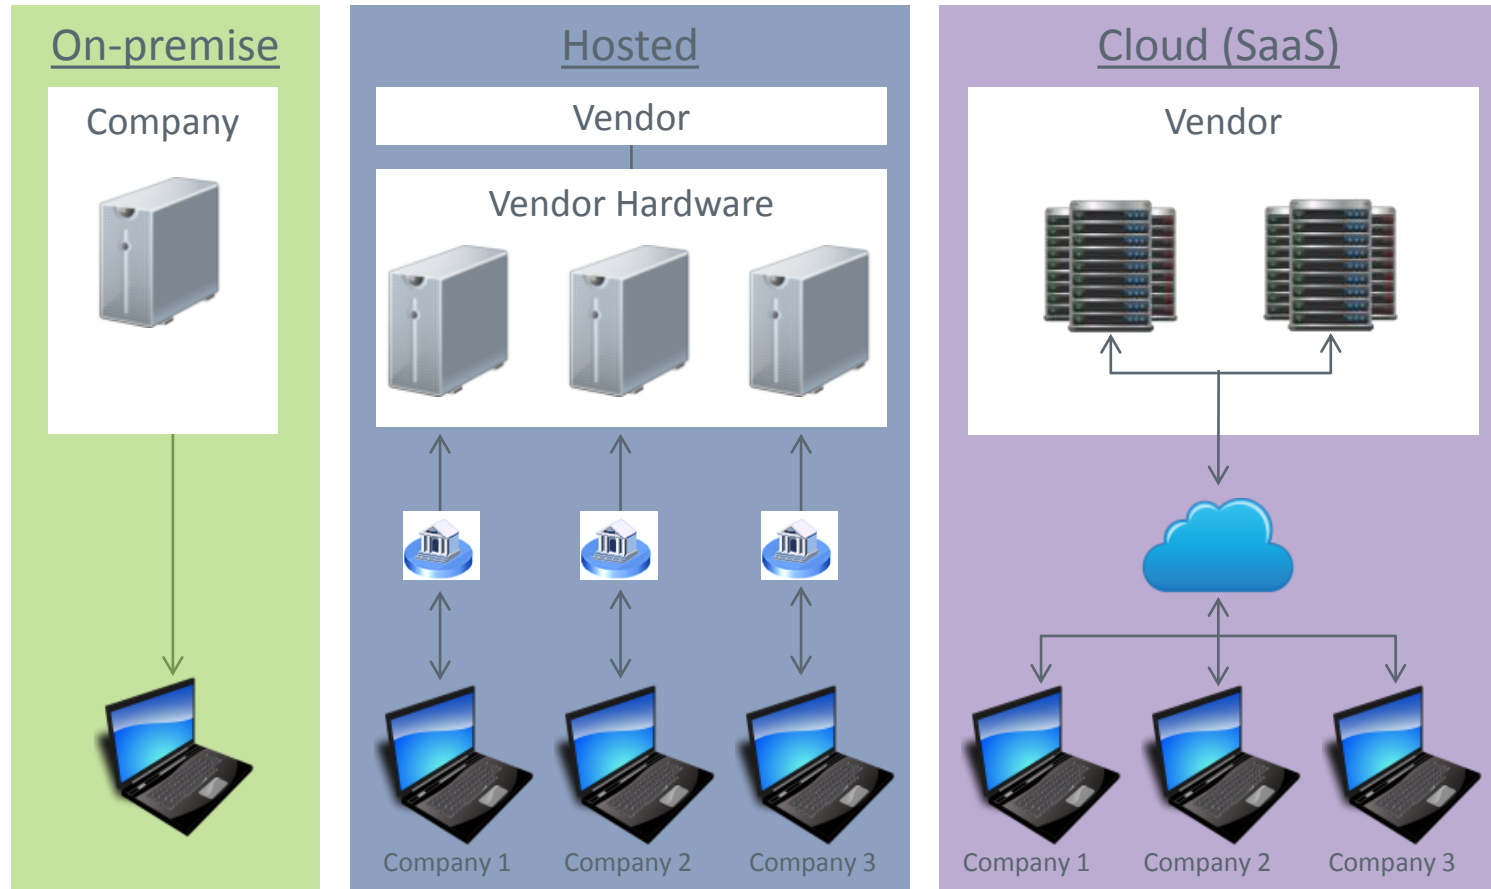 On-premise
Company
Hosted
Vendor
Vendor Hardware
Company 1
Company 2
Company 3
Cloud (SaaS)
Vendor
Company 1
Company 2
Company 3